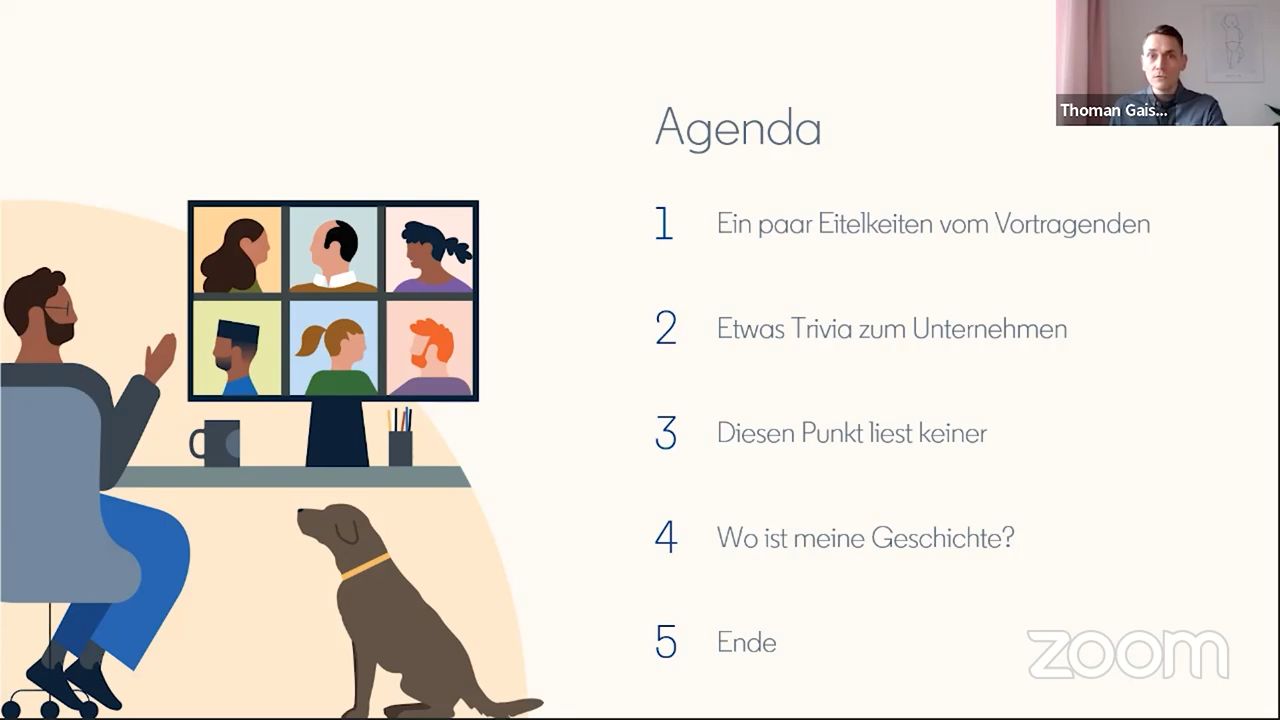 Thoman Gais...
Agenda
1 Ein paar Eitelkeiten vom Vortragenden
2 Etwas Trivia zum Unternehmen
3 Diesen Punkt liest keiner
4 Wo ist meine Geschichte?
5 Ende
zoom